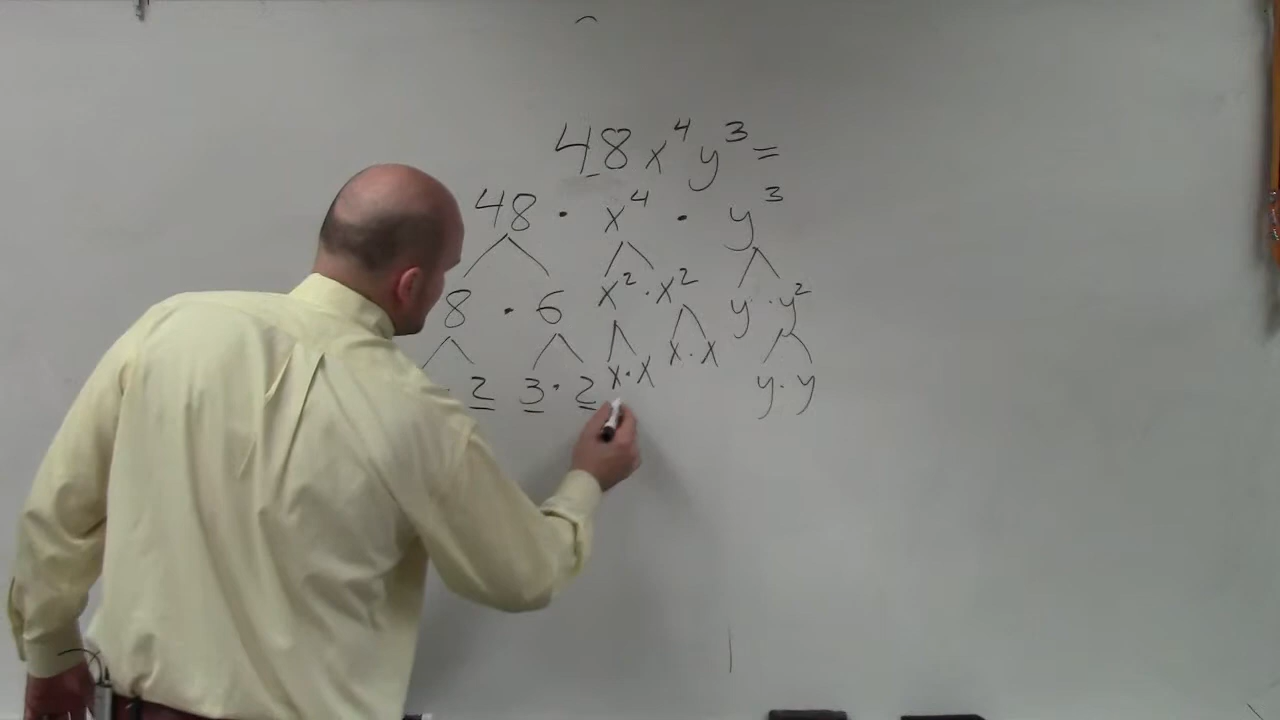 48x⁴y³=
48 · x⁴ · y³
8 · 6 x² · x² y · y²
· 2 3 · 2 x · x x · x y · y